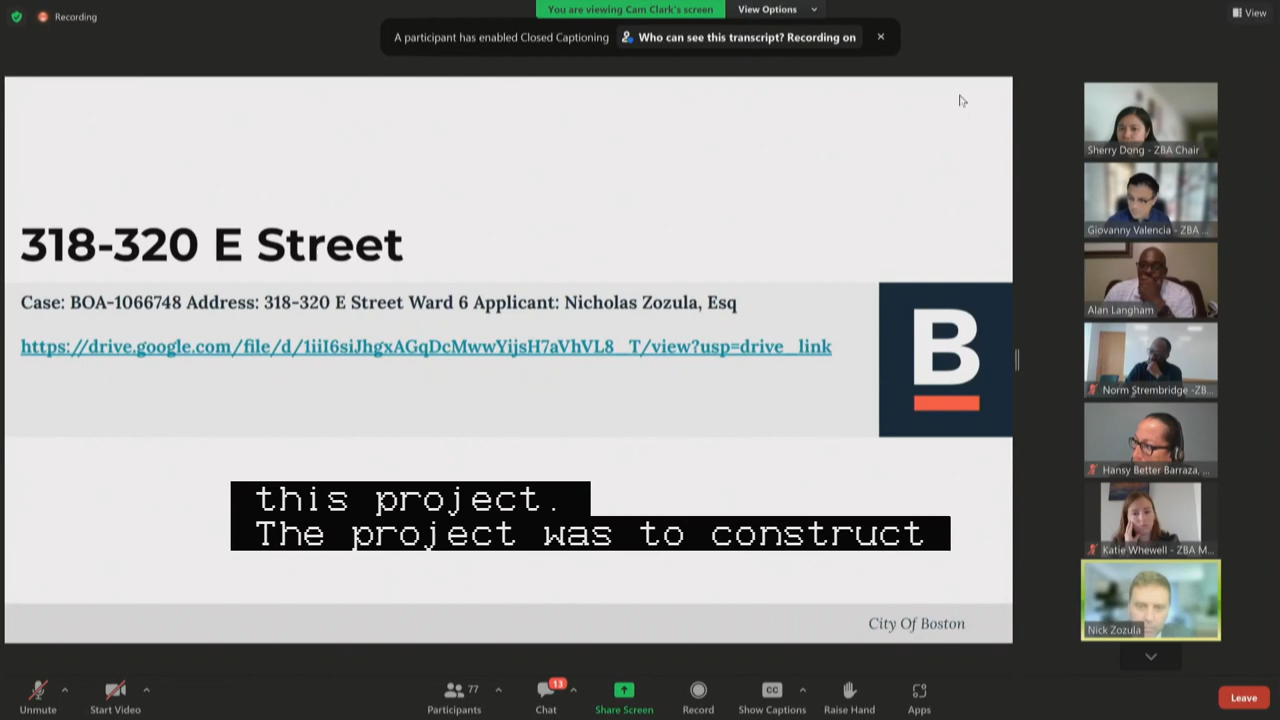 Recording
You are viewing Cam Clark's screen
View Options
View
A participant has enabled Closed Captioning
Who can see this transcript? Recording on
318-320 E Street
Case: BOA-1066748 Address: 318-320 E Street Ward 6 Applicant: Nicholas Zozula, Esq
https://drive.google.com/file/d/1iiI6siJhgxAGqDcMwwYijsH7aVhVL8_T/view?usp=drive_link
B
this project.
The project was to construct
City Of Boston
Sherry Dong - ZBA Chair
Giovanny Valencia - ZBA ...
Alan Langham
Norm Strembridge -ZB...
Hansy Better Barraza, ...
Katie Whewell - ZBA M...
Nick Zozula
Unmute
Start Video
77
Participants
13
Chat
Share Screen
Record
CC
Show Captions
Raise Hand
Apps
Leave